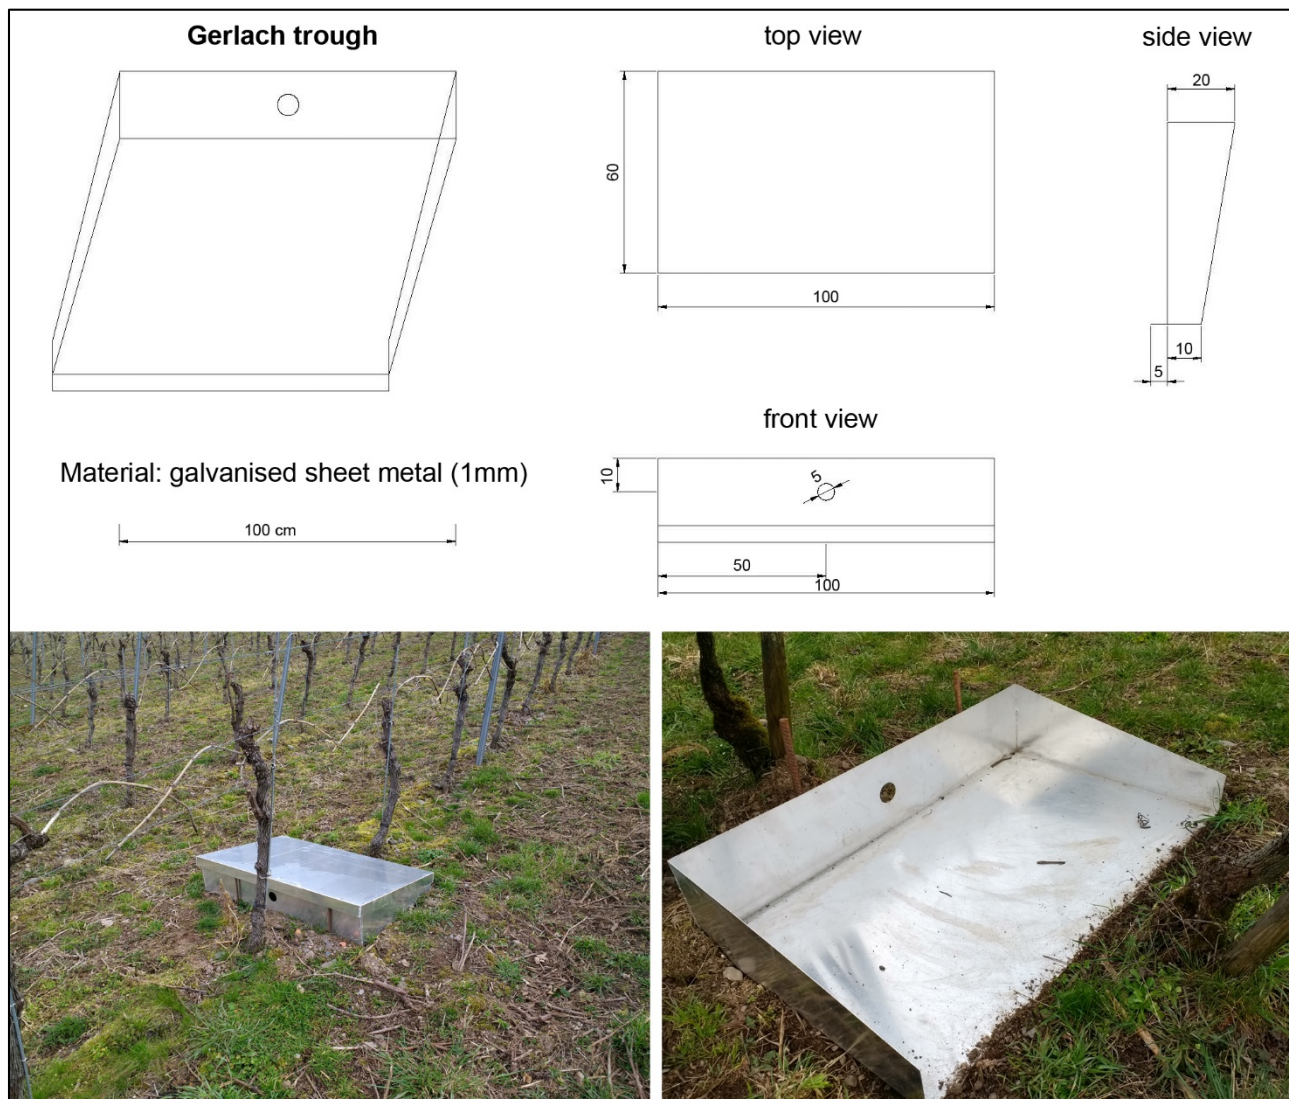 Gerlach trough
top view
side view
20
60
100
10
5
front view
10
5
50
100
Material: galvanised sheet metal (1mm)
100 cm